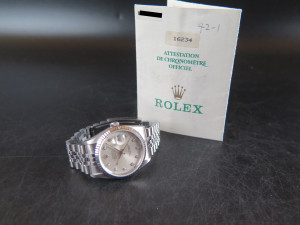 42-1
16234
ATTESTATION
DE CHRONOMÈTRE
OFFICIEL
ROLEX